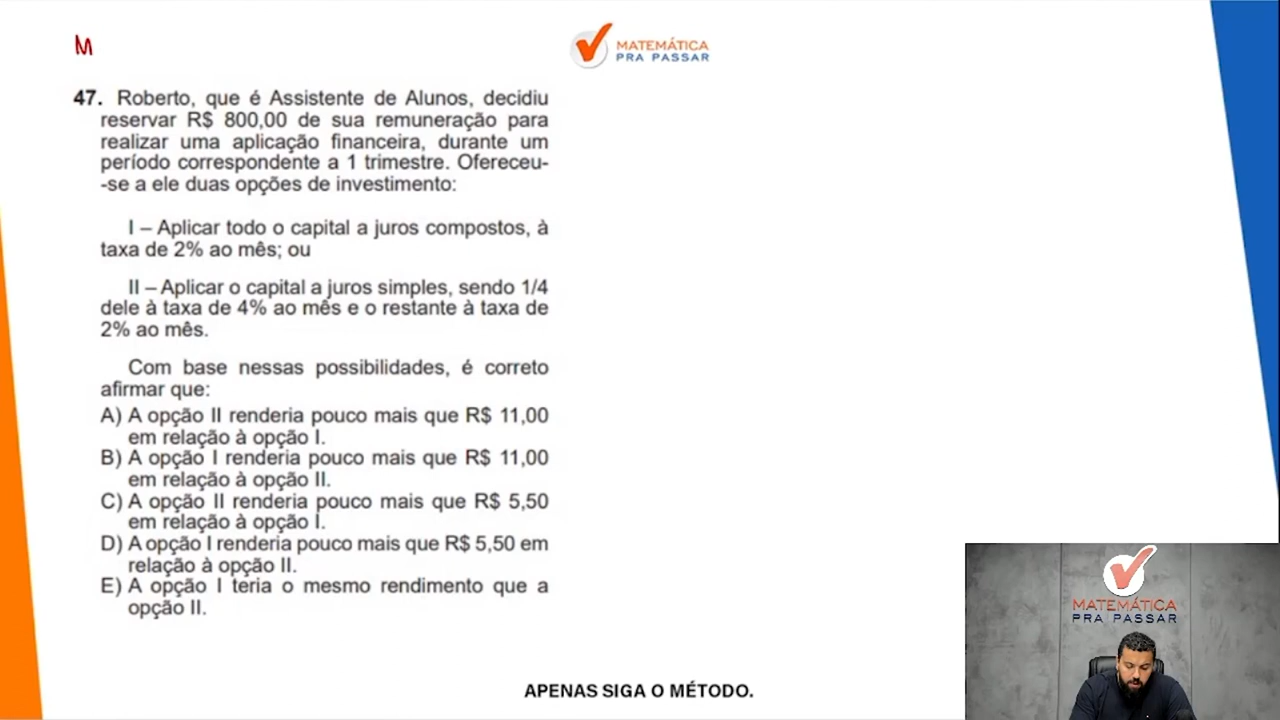 M
MATEMÁTICA
PRA PASSAR
47. Roberto, que é Assistente de Alunos, decidiu
reservar R$ 800,00 de sua remuneração para
realizar uma aplicação financeira, durante um
período correspondente a 1 trimestre. Ofereceu-
-se a ele duas opções de investimento:
I – Aplicar todo o capital a juros compostos, à
taxa de 2% ao mês; ou
II – Aplicar o capital a juros simples, sendo 1/4
dele à taxa de 4% ao mês e o restante à taxa de
2% ao mês.
Com base nessas possibilidades, é correto
afirmar que:
A) A opção II renderia pouco mais que R$ 11,00
em relação à opção I.
B) A opção I renderia pouco mais que R$ 11,00
em relação à opção II.
C) A opção II renderia pouco mais que R$ 5,50
em relação à opção I.
D) A opção I renderia pouco mais que R$ 5,50 em
relação à opção II.
E) A opção I teria o mesmo rendimento que a
opção II.
MATEMÁTICA
PRA PASSAR
APENAS SIGA O MÉTODO.